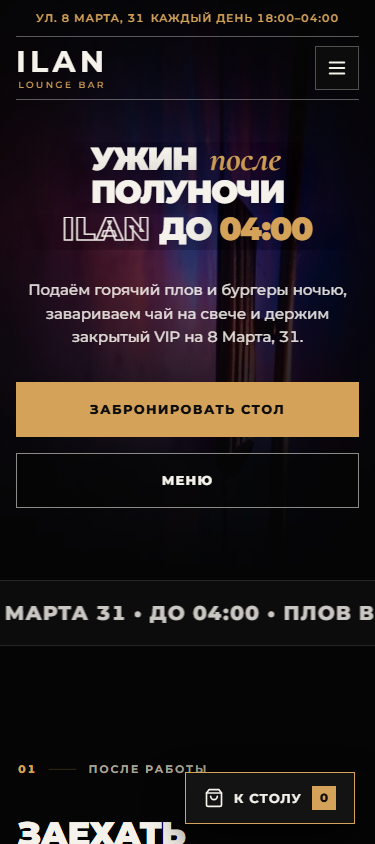 УЛ. 8 МАРТА, 31 КАЖДЫЙ ДЕНЬ 18:00–04:00
ILAN
LOUNGE BAR
УЖИН после
ПОЛУНОЧИ
ILAN ДО 04:00
Подаём горячий плов и бургеры ночью,
завариваем чай на свече и держим
закрытый VIP на 8 Марта, 31.
ЗАБРОНИРОВАТЬ СТОЛ
МЕНЮ
МАРТА 31 • ДО 04:00 • ПЛОВ В
01 ПОСЛЕ РАБОТЫ
К СТОЛУ 0
ЗАЕХАТЬ